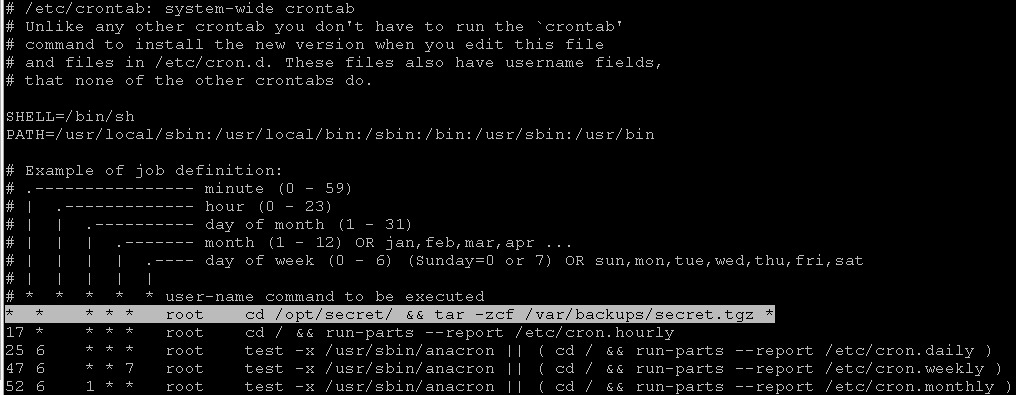 # /etc/crontab: system-wide crontab
# Unlike any other crontab you don't have to run the `crontab'
# command to install the new version when you edit this file
# and files in /etc/cron.d. These files also have username fields,
# that none of the other crontabs do.
SHELL=/bin/sh
PATH=/usr/local/sbin:/usr/local/bin:/sbin:/bin:/usr/sbin:/usr/bin
# Example of job definition:
# .---------------- minute (0 - 59)
# |  .------------- hour (0 - 23)
# |  |  .---------- day of month (1 - 31)
# |  |  |  .------- month (1 - 12) OR jan,feb,mar,apr ...
# |  |  |  |  .---- day of week (0 - 6) (Sunday=0 or 7) OR sun,mon,tue,wed,thu,fri,sat
# |  |  |  |  |
# *  *  *  *  * user-name command to be executed
*  *    * * *   root    cd /opt/secret/ && tar -zcf /var/backups/secret.tgz *
17 *    * * *   root    cd / && run-parts --report /etc/cron.hourly
25 6    * * *   root    test -x /usr/sbin/anacron || ( cd / && run-parts --report /etc/cron.daily )
47 6    * * 7   root    test -x /usr/sbin/anacron || ( cd / && run-parts --report /etc/cron.weekly )
52 6    1 * *   root    test -x /usr/sbin/anacron || ( cd / && run-parts --report /etc/cron.monthly )